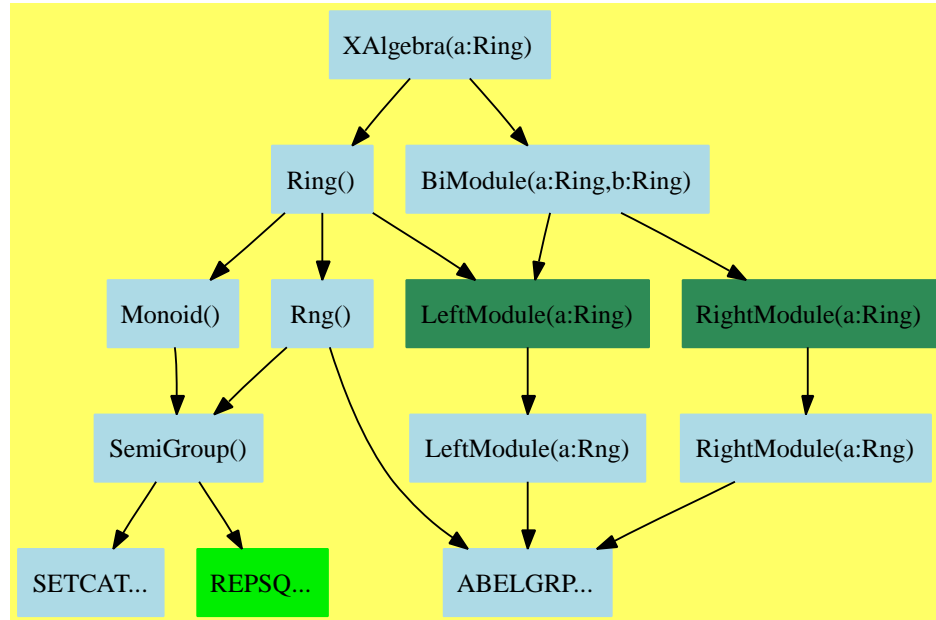 XAlgebra(a:Ring)
Ring()
BiModule(a:Ring,b:Ring)
Monoid()
Rng()
LeftModule(a:Ring)
RightModule(a:Ring)
SemiGroup()
LeftModule(a:Rng)
RightModule(a:Rng)
SETCAT...
REPSQ...
ABELGRP...